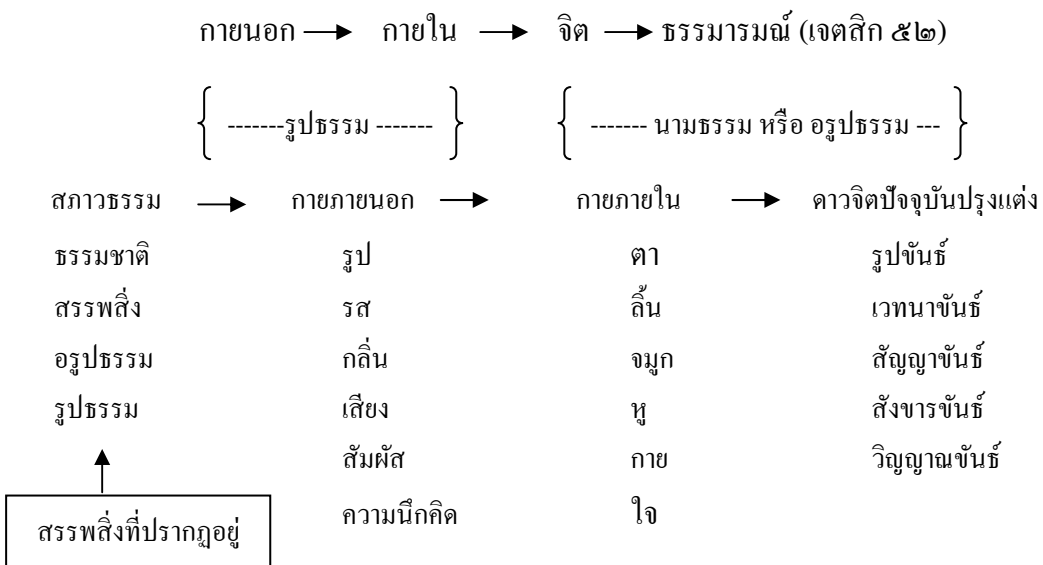 กายนอก → กายใน → จิต → ธรรมารมณ์ (เจตสิก ๕๒)
{ -------รูปธรรม ------- } { ------- นามธรรม หรือ อรูปธรรม --- }
สภาวธรรม → กายภายนอก → กายภายใน → ดาวจิตปัจจุบันปรุงแต่ง
ธรรมชาติ รูป ตา รูปขันธ์
สรรพสิ่ง รส ลิ้น เวทนาขันธ์
อรูปธรรม กลิ่น จมูก สัญญาขันธ์
รูปธรรม เสียง หู สังขารขันธ์
สัมผัส กาย วิญญาณขันธ์
ความนึกคิด ใจ
สรรพสิ่งที่ปรากฏอยู่